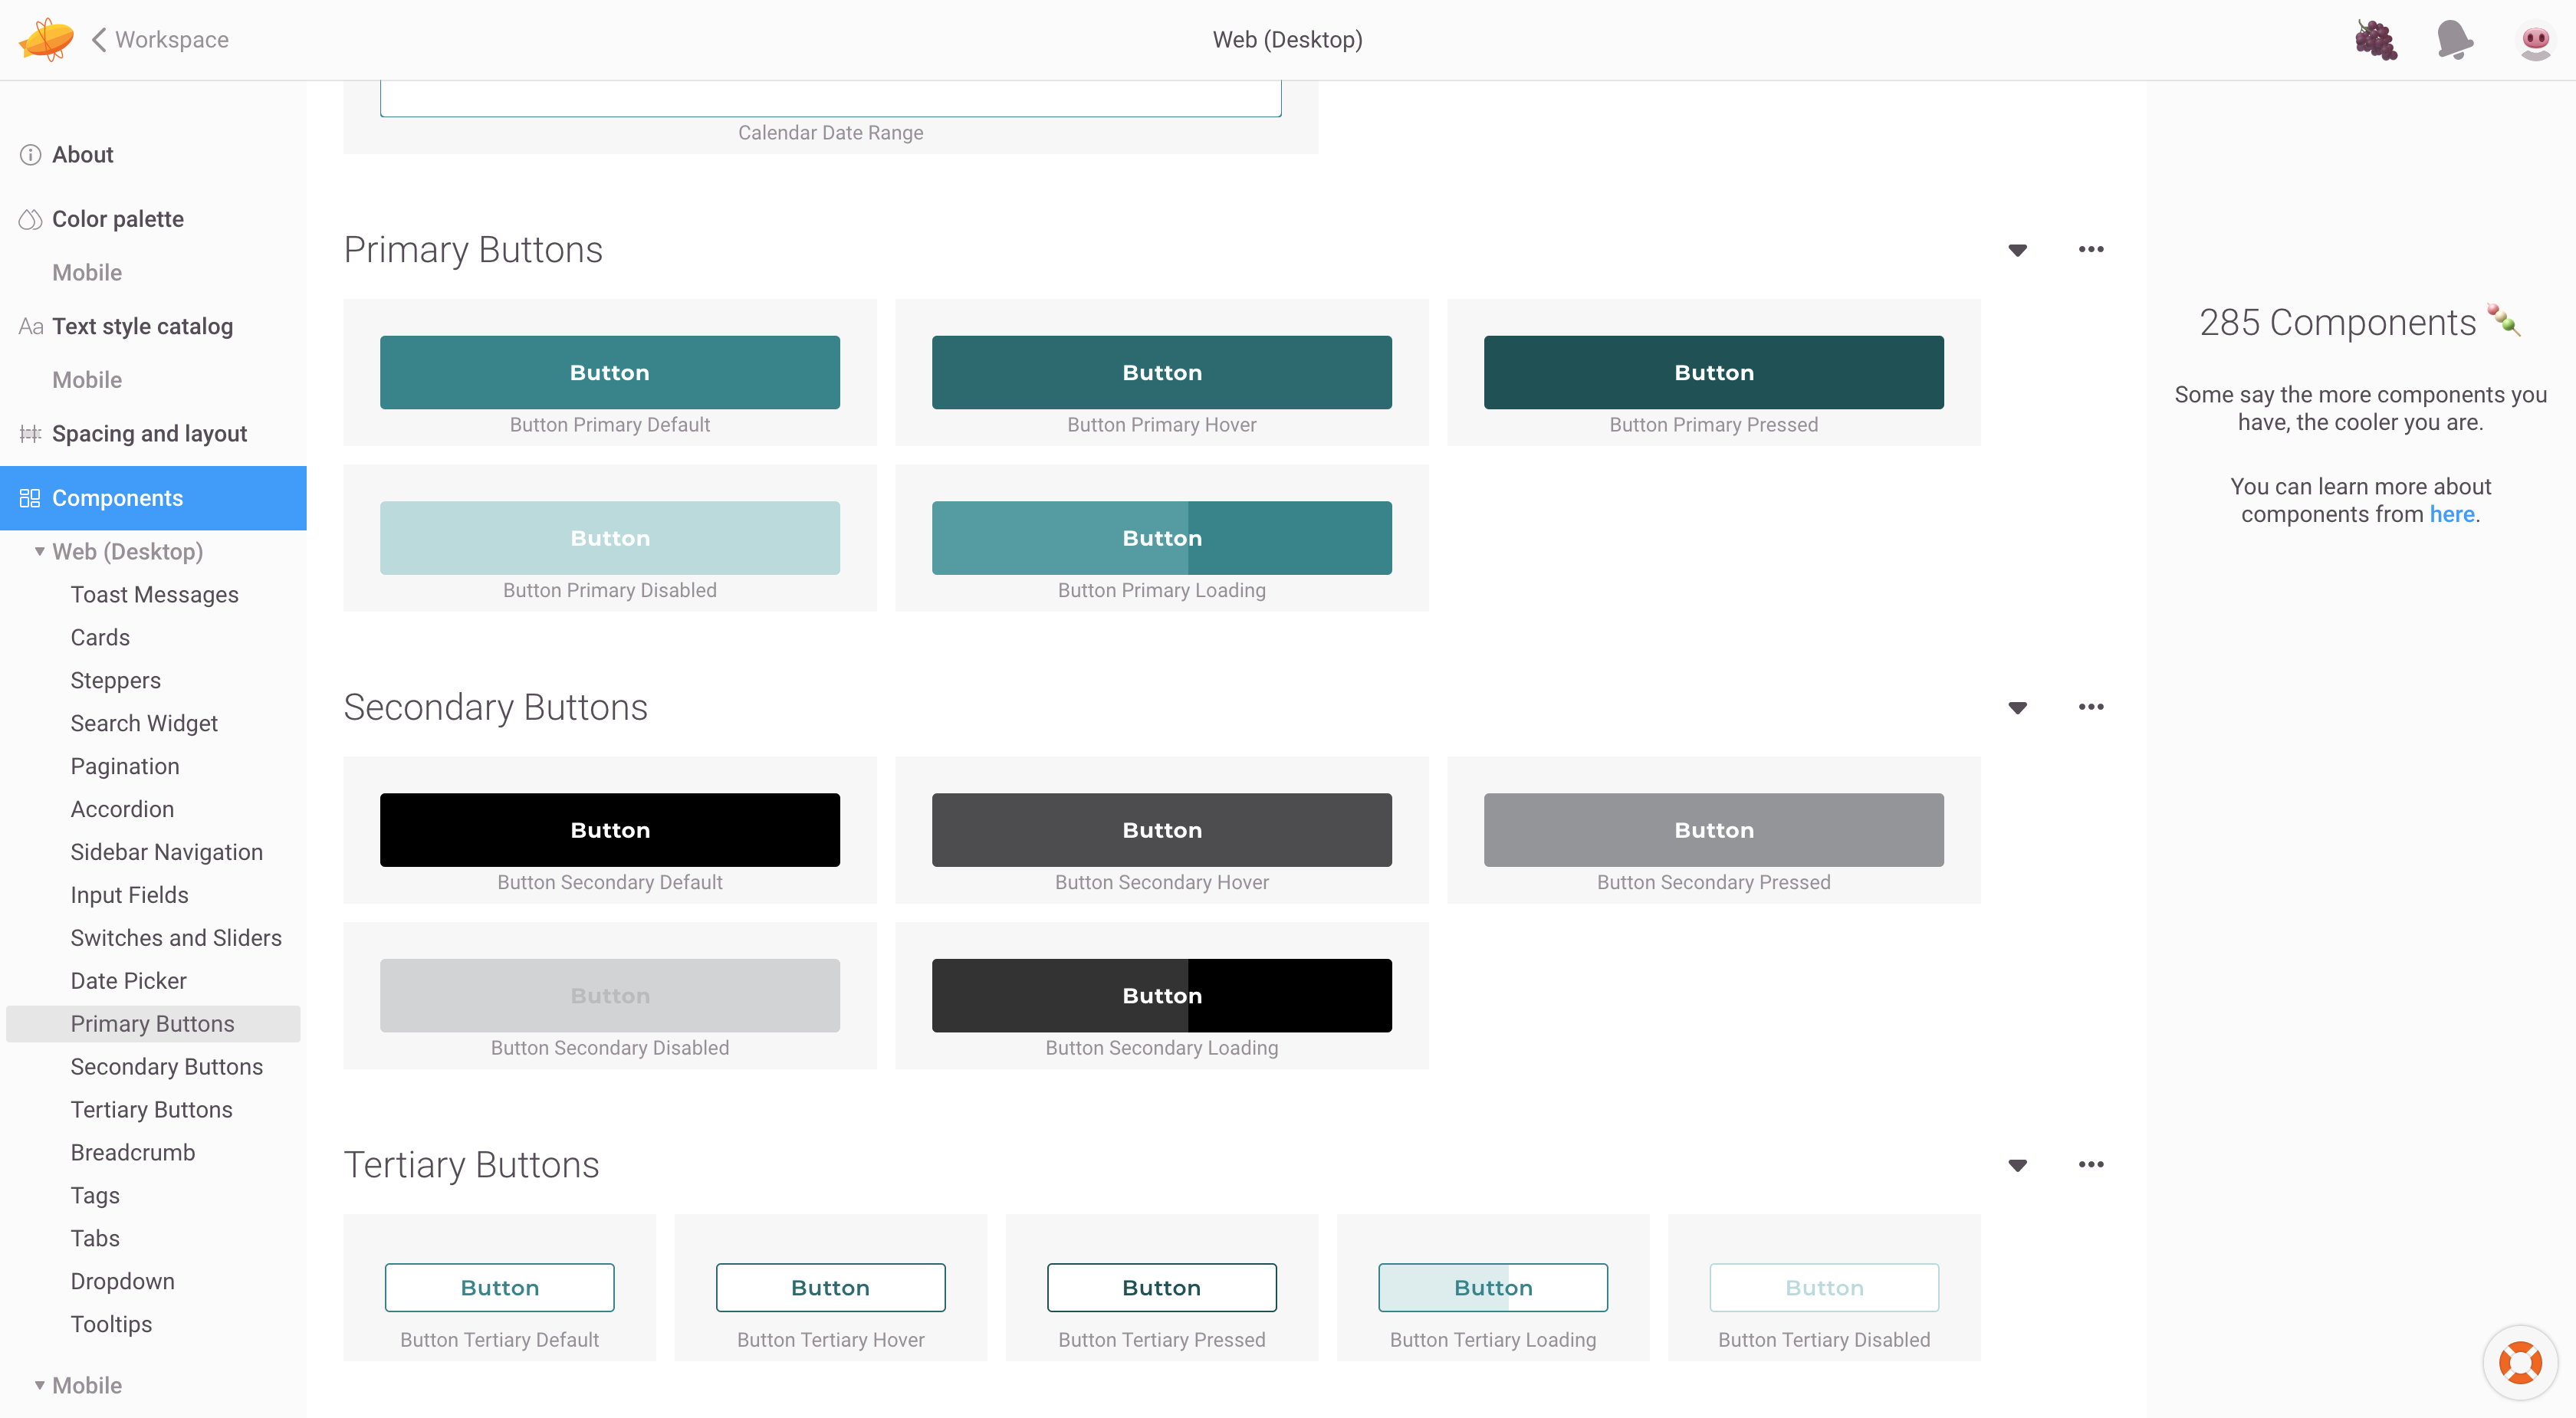 Workspace
Web (Desktop)
About
Color palette
Mobile
Aa Text style catalog
Mobile
Spacing and layout
Components
Web (Desktop)
Toast Messages
Cards
Steppers
Search Widget
Pagination
Accordion
Sidebar Navigation
Input Fields
Switches and Sliders
Date Picker
Primary Buttons
Secondary Buttons
Tertiary Buttons
Breadcrumb
Tags
Tabs
Dropdown
Tooltips
Mobile
Calendar Date Range
Primary Buttons
Button
Button Primary Default
Button
Button Primary Hover
Button
Button Primary Pressed
Button
Button Primary Disabled
Button
Button Primary Loading
Secondary Buttons
Button
Button Secondary Default
Button
Button Secondary Hover
Button
Button Secondary Pressed
Button
Button Secondary Disabled
Button
Button Secondary Loading
Tertiary Buttons
Button
Button Tertiary Default
Button
Button Tertiary Hover
Button
Button Tertiary Pressed
Button
Button Tertiary Loading
Button
Button Tertiary Disabled
285 Components 🍡
Some say the more components you
have, the cooler you are.
You can learn more about
components from here.